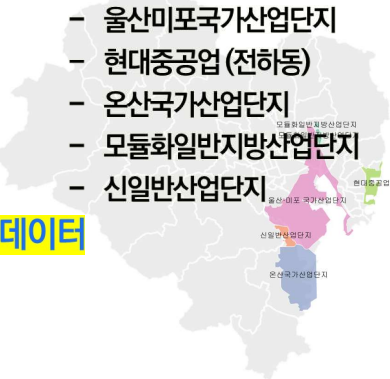 - 울산미포국가산업단지
- 현대중공업 (전하동)
- 온산국가산업단지
- 모듈화일반지방산업단지
- 신일반산업단지
데이터
모듈화일반지방산업단지
현대중공업
울산·미포 국가산업단지
신일반산업단지
온산국가산업단지